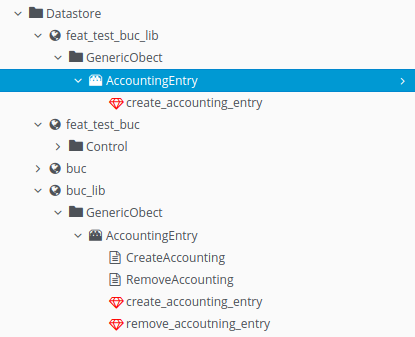 Datastore
feat_test_buc_lib
GenericObect
AccountingEntry
create_accounting_entry
feat_test_buc
Control
buc
buc_lib
GenericObect
AccountingEntry
CreateAccounting
RemoveAccounting
create_accounting_entry
remove_accoutning_entry